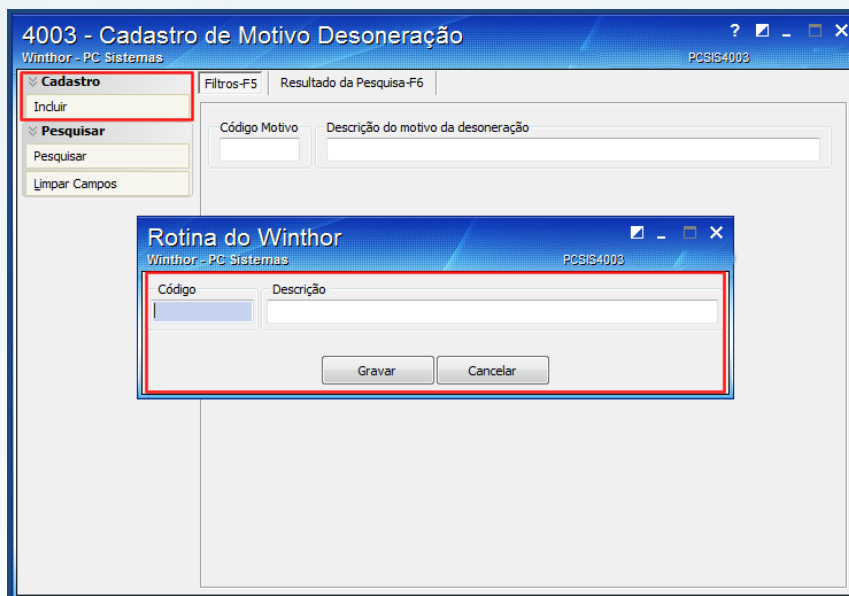 4003 - Cadastro de Motivo Desoneração
?
Winthor - PC Sistemas PCSIS4003
Cadastro
Filtros-F5 Resultado da Pesquisa-F6
Incluir
Pesquisar
Código Motivo Descrição do motivo da desoneração
Pesquisar
Limpar Campos
Rotina do Winthor
Winthor - PC Sistemas PCSIS4003
Código Descrição
Gravar Cancelar